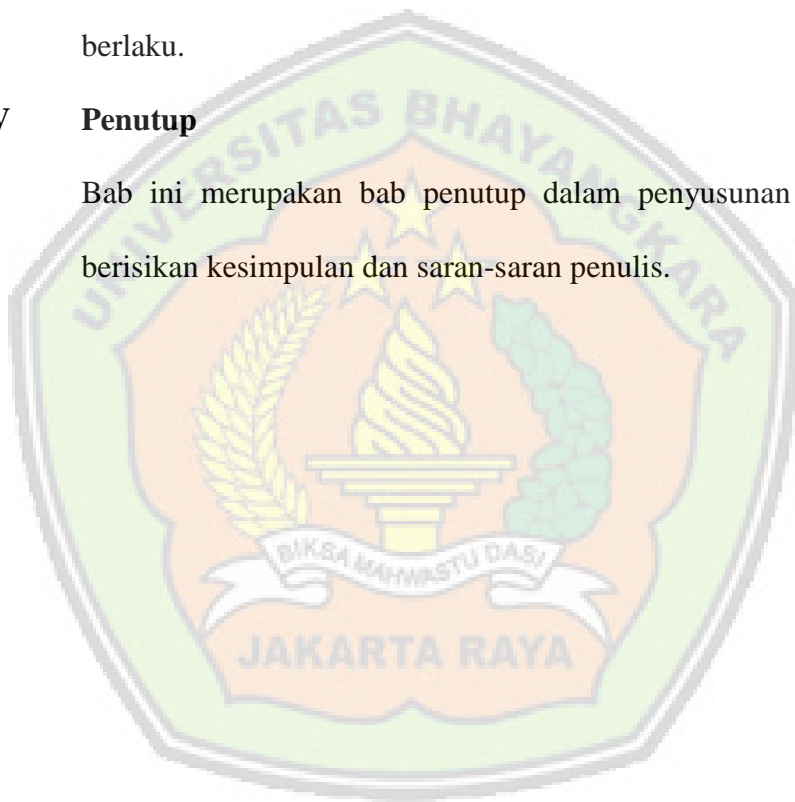 berlaku.
V Penutup
Bab ini merupakan bab penutup dalam penyusunan
berisikan kesimpulan dan saran-saran penulis.
UNIVERSITAS BHAYANGKARA
BIKSA MAHWASTU DASI
JAKARTA RAYA